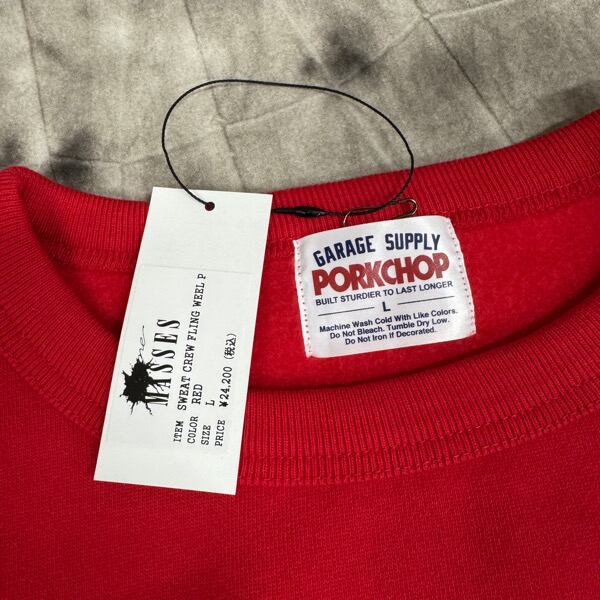 the
MASSES
ITEM SWEAT CREW FLING WEEL P
COLOR RED
SIZE L
PRICE ¥24,200 (税込)
GARAGE SUPPLY
PORKCHOP
BUILT STURDIER TO LAST LONGER
L
Machine Wash Cold With Like Colors.
Do Not Bleach. Tumble Dry Low.
Do Not Iron if Decorated.